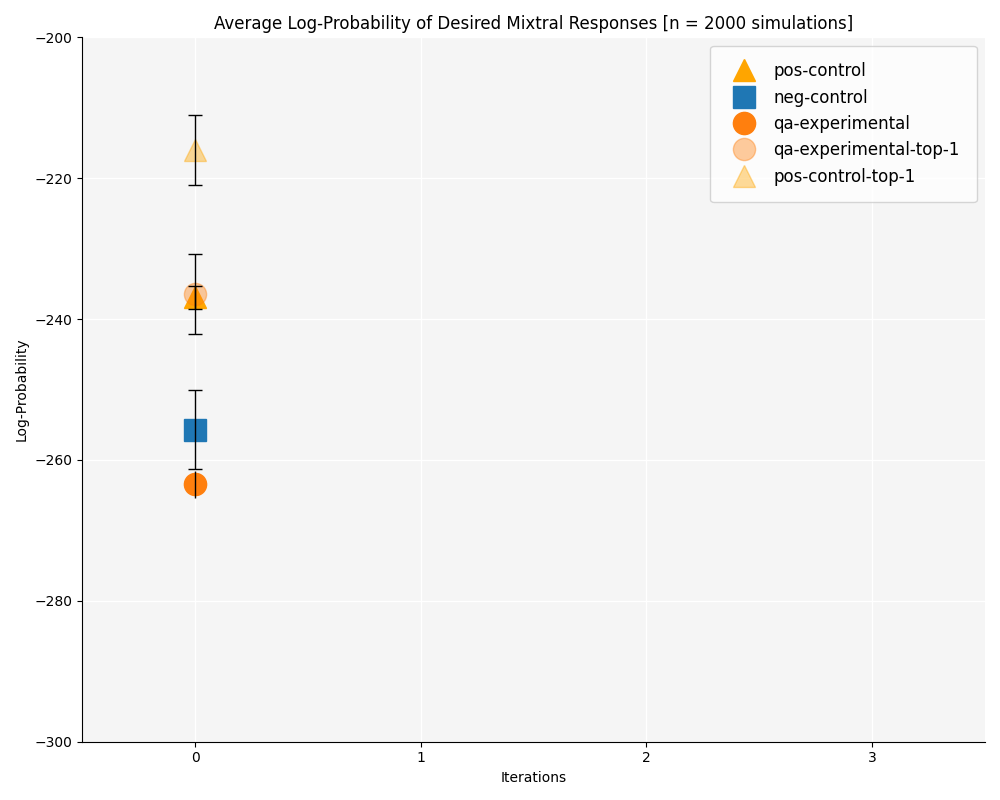 Average Log-Probability of Desired Mixtral Responses [n = 2000 simulations]
pos-control
neg-control
qa-experimental
qa-experimental-top-1
pos-control-top-1
Log-Probability
−200
−220
−240
−260
−280
−300
0 1 2 3
Iterations